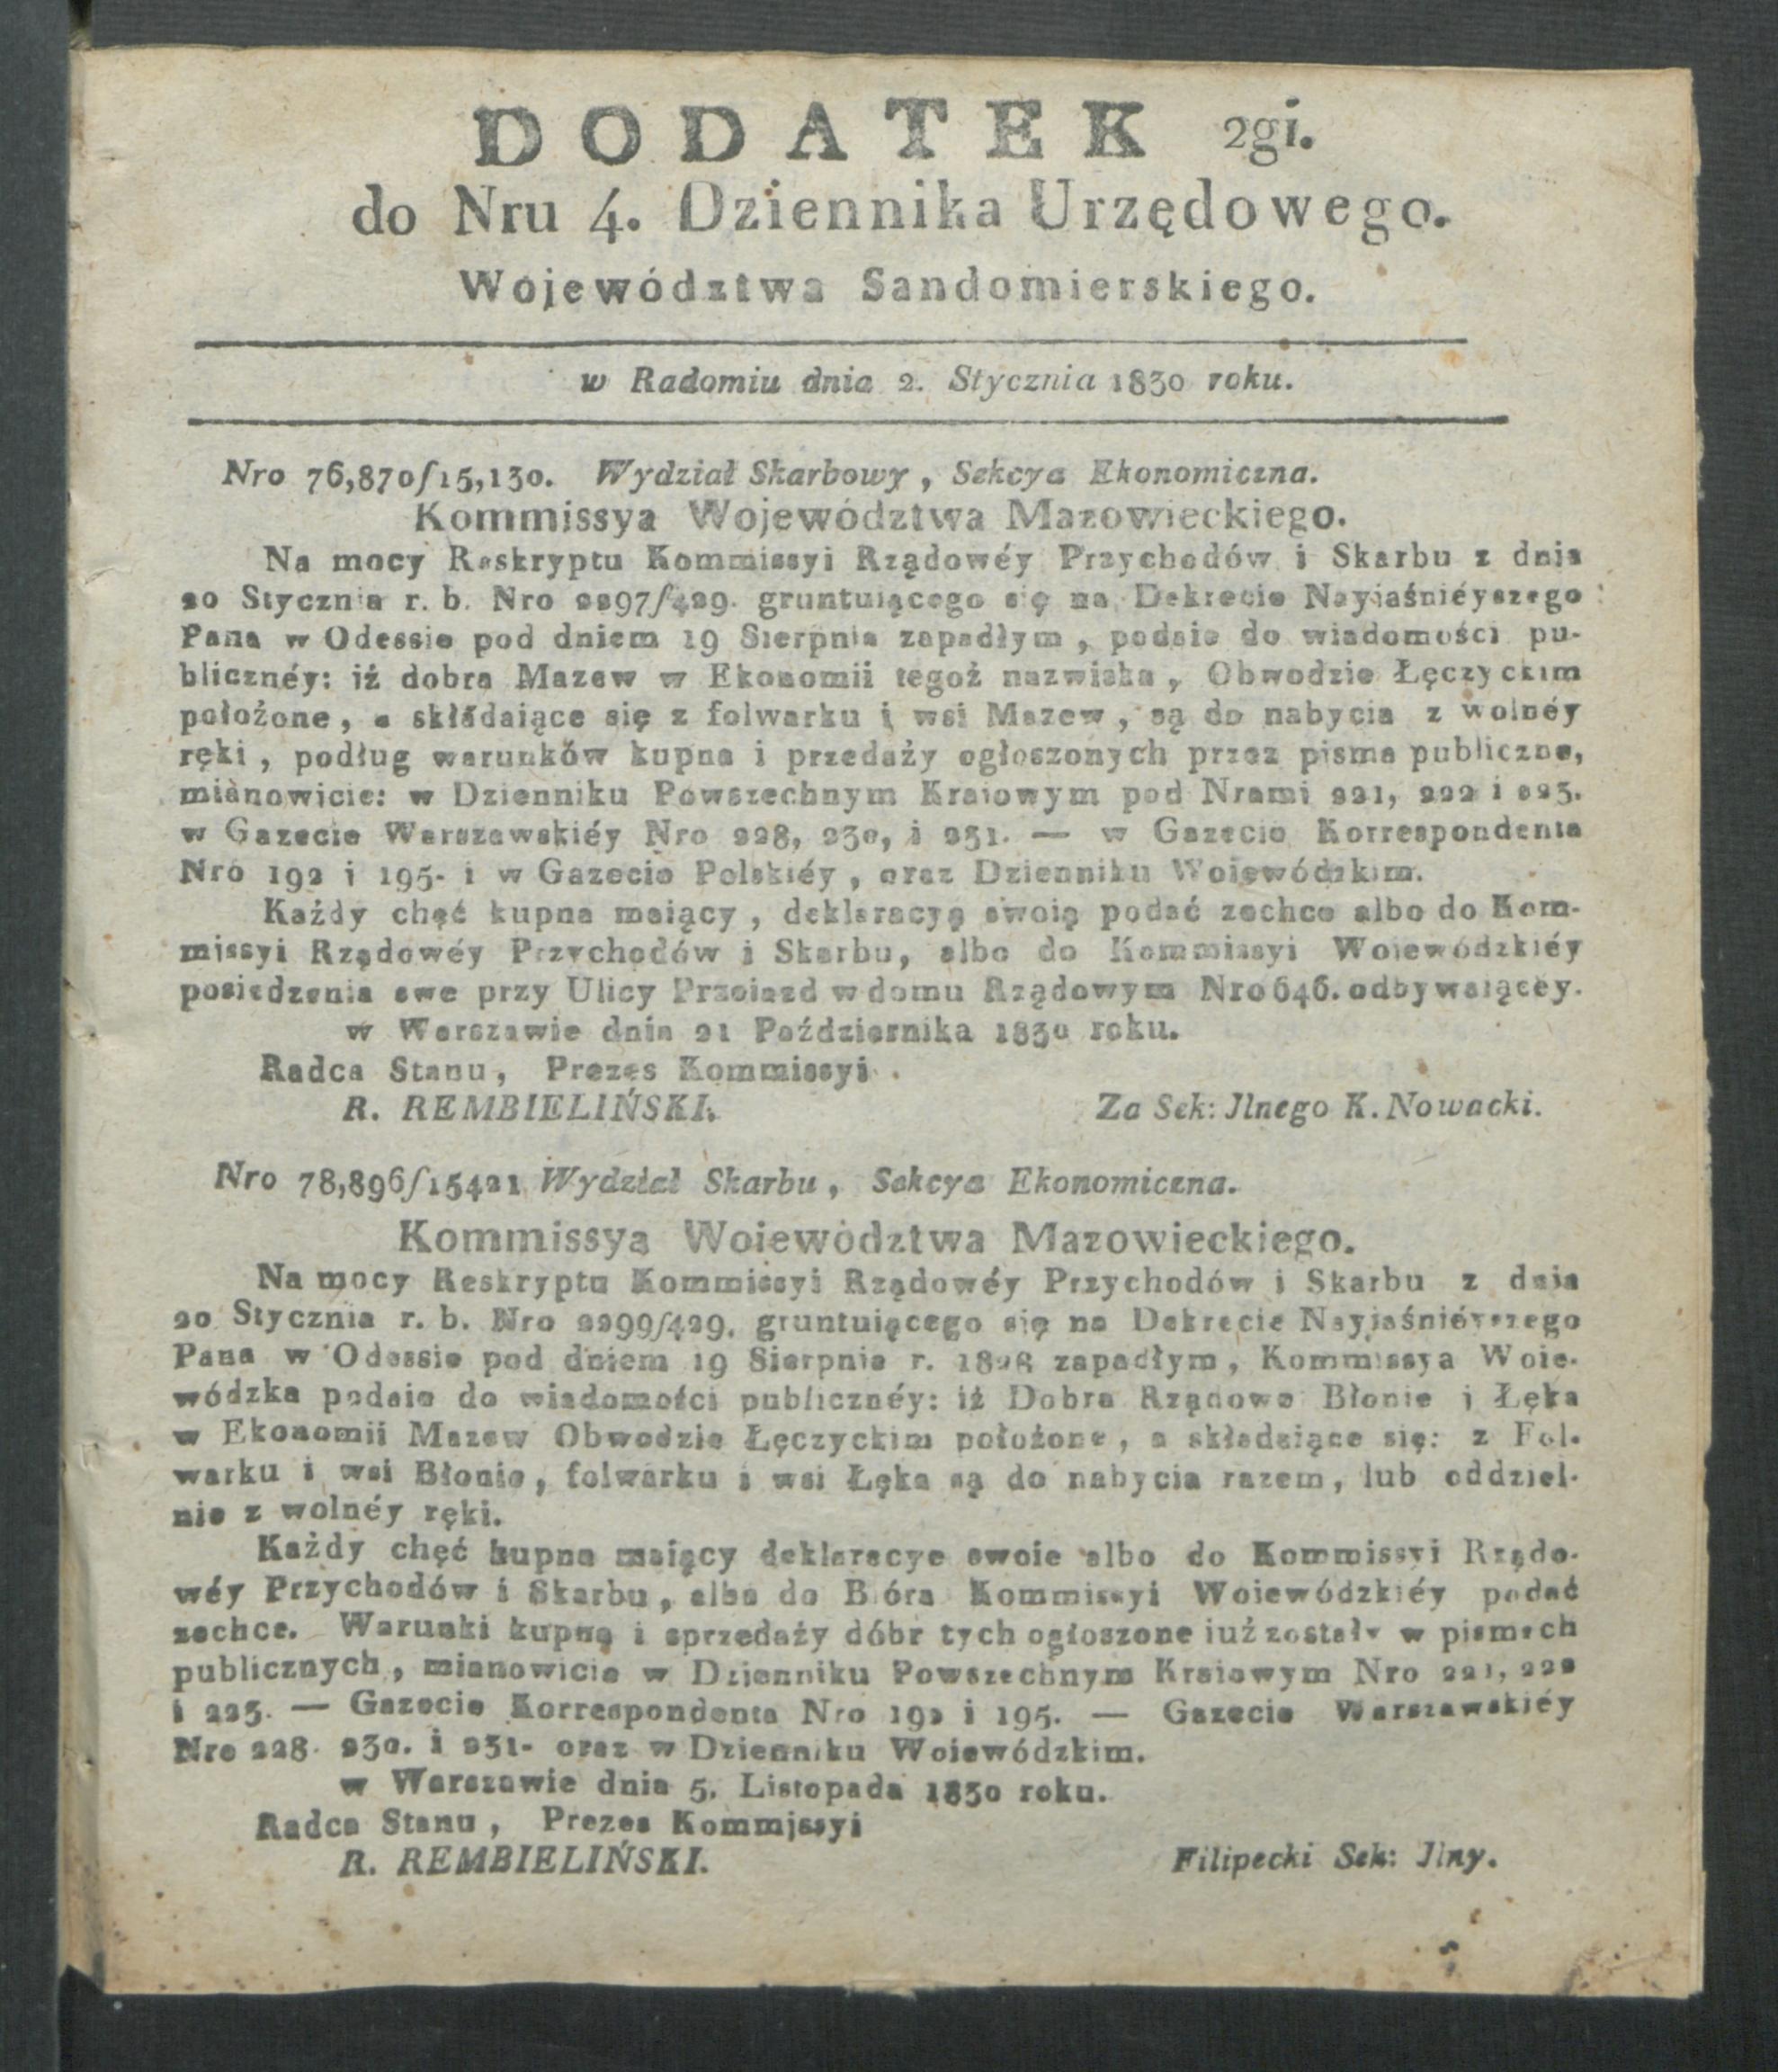 DODATEK 2gi.
do Nru 4. Dziennika Urzędowego.
Województwa Sandomierskiego.
w Radomiu dnia 2. Stycznia 1830 roku.
Nro 76,870/15,130. Wydział Skarbowy, Sekcya Ekonomiczna.
Kommissya Województwa Mazowieckiego.
Na mocy Reskryptu Kommissyi Rządowéy Przychodów i Skarbu z dnia
20 Stycznia r. b. Nro 2297/429. gruntuiącego się na Dekrecie Nayiaśniéyszego
Pana w Odessie pod dniem 19 Sierpnia zapadłym, podaie do wiadomości pu-
blicznéy: iż dobra Mazew w Ekonomii tegoż nazwiska, Obwodzie Łęczyckim
położone, a składaiące się z folwarku i wsi Mazew, są do nabycia z wolnéy
ręki, podług warunków kupna i przedaży ogłoszonych przez pisma publiczne,
mianowicie: w Dzienniku Powszechnym Kraiowym pod Nrami 221, 222 i 223.
w Gazecie Warszawskiéy Nro 228, 230, i 231. — w Gazecie Korrespondenta
Nro 192 i 195- i w Gazecie Polskiéy, oraz Dzienniku Woiewódzkim.
Każdy chęć kupna maiący, deklaracyą swoią podać zechce albo do Kom-
missyi Rządowéy Przychodów i Skarbu, albo do Kommissyi Woiewódzkiéy
posiedzenia swe przy Ulicy Przeiazd w domu Rządowym Nro 646. odbywaiącéy.
w Warszawie dnia 21 Października 1830 roku.
Radca Stanu, Prezes Kommissyi
R. REMBIELIŃSKI.
Za Sek: Jlnego K. Nowacki.
Nro 78,896/15421 Wydział Skarbu, Sekcya Ekonomiczna.
Kommissya Woiewództwa Mazowieckiego.
Na mocy Reskryptu Kommissyi Rządowéy Przychodów i Skarbu z dnia
20 Stycznia r. b. Nro 2299/429. gruntuiącego się na Dekrecie Nayjaśniéyszego
Pana w Odessie pod dniem 19 Sierpnia r. 1828 zapadłym, Kommissya Woie-
wódzka podaie do wiadomości publicznéy: iż Dobra Rządowe Błonie i Łęka
w Ekonomii Mazew Obwodzie Łęczyckim położone, a składaiące się: z Fol-
warku i wsi Błonie, folwarku i wsi Łęka są do nabycia razem, lub oddziel-
nie z wolnéy ręki.
Każdy chęć kupna maiący deklaracye swoie albo do Kommissyi Rządo-
wéy Przychodów i Skarbu, albo do Bióra Kommissyi Woiewódzkiéy podać
zechce. Warunki kupna i sprzedaży dóbr tych ogłoszone iuż zostały w pismach
publicznych, mianowicie w Dzienniku Powszechnym Kraiowym Nro 221, 222
i 223. — Gazecie Korrespondenta Nro 192 i 195. — Gazecie Warszawskiéy
Nro 228. 230. i 231- oraz w Dzienniku Woiewódzkim.
w Warszawie dnia 5. Listopada 1830 roku.
Radca Stanu, Prezes Kommjssyi
R. REMBIELIŃSKI.
Filipecki Sek: Jlny.